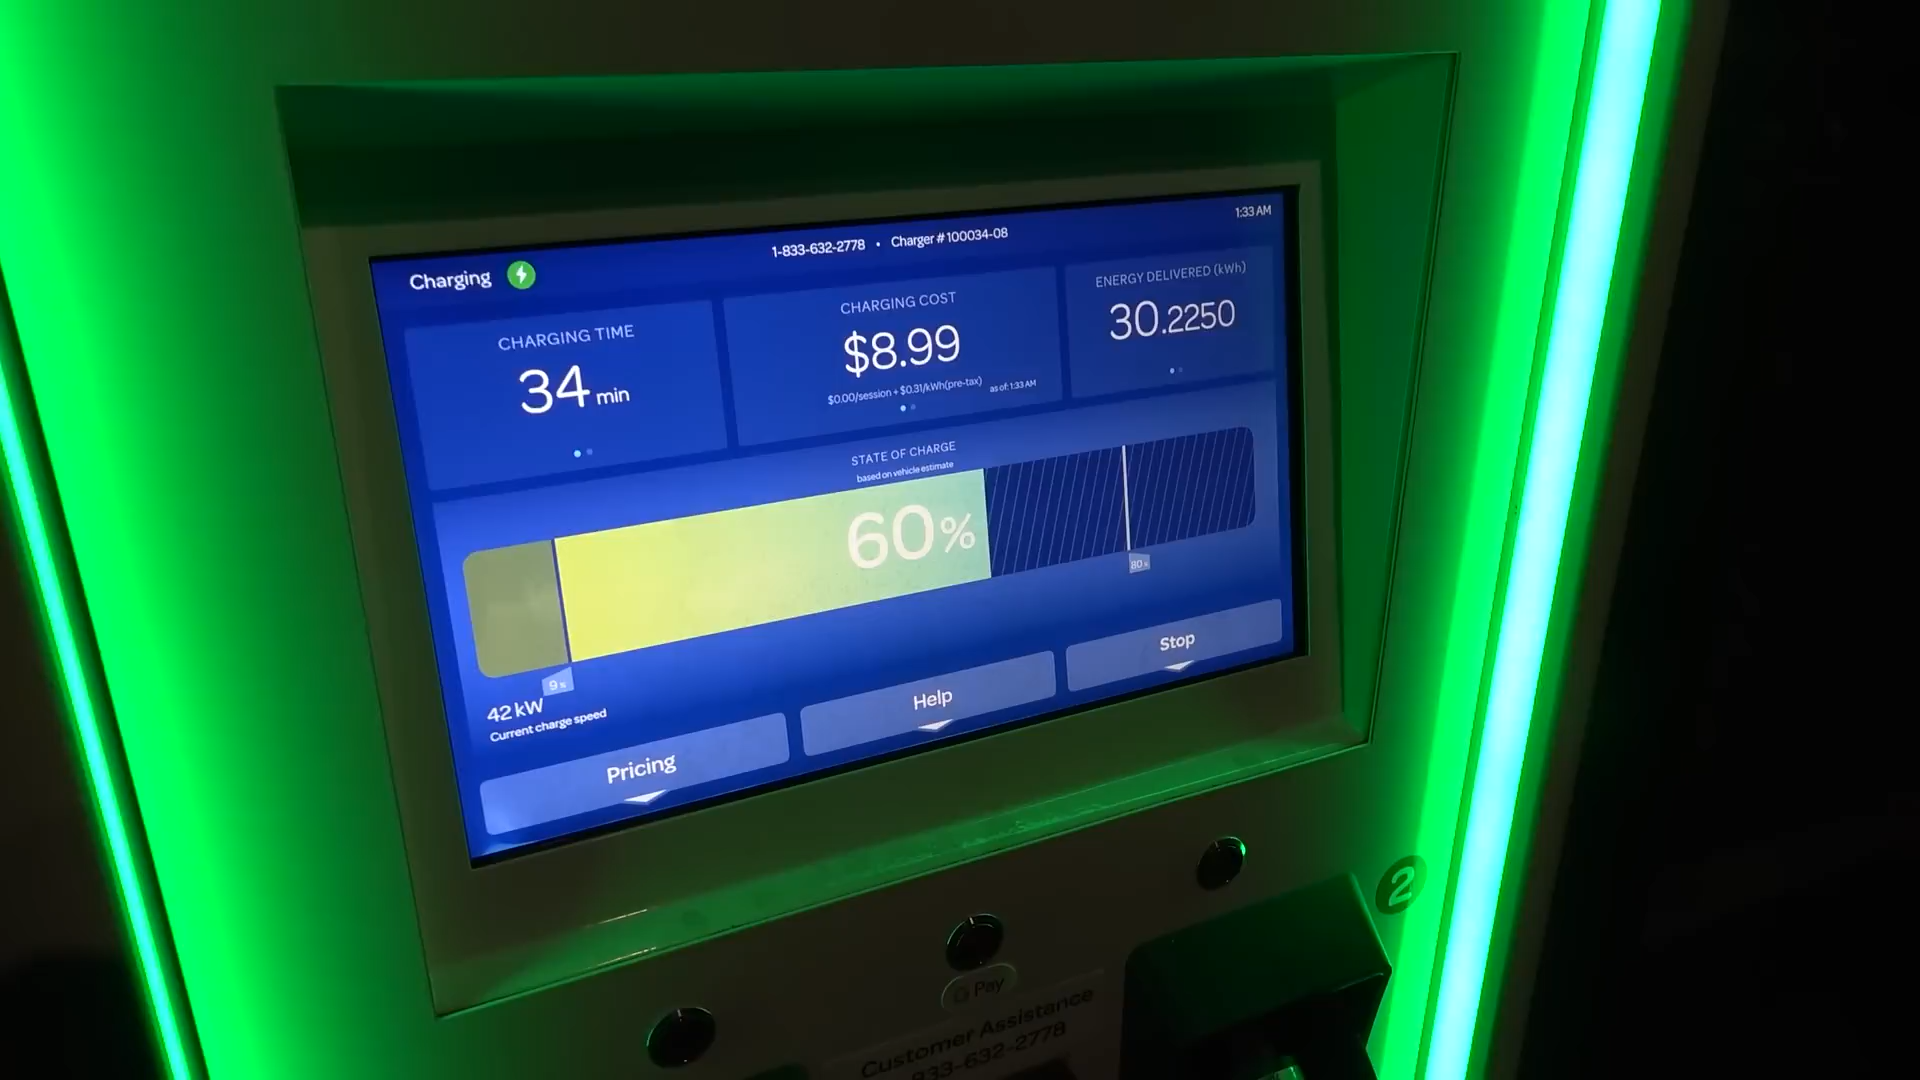 1:33 AM
1-833-632-2778 • Charger # 100034-08
Charging
CHARGING TIME
34 min
CHARGING COST
$8.99
$0.00/session + $0.31/kWh(pre-tax)
as of: 1:33 AM
ENERGY DELIVERED (kWh)
30.2250
STATE OF CHARGE
based on vehicle estimate
60%
80%
9%
42 kW
Current charge speed
Pricing
Help
Stop
2
G Pay
Customer Assistance
833-632-2778